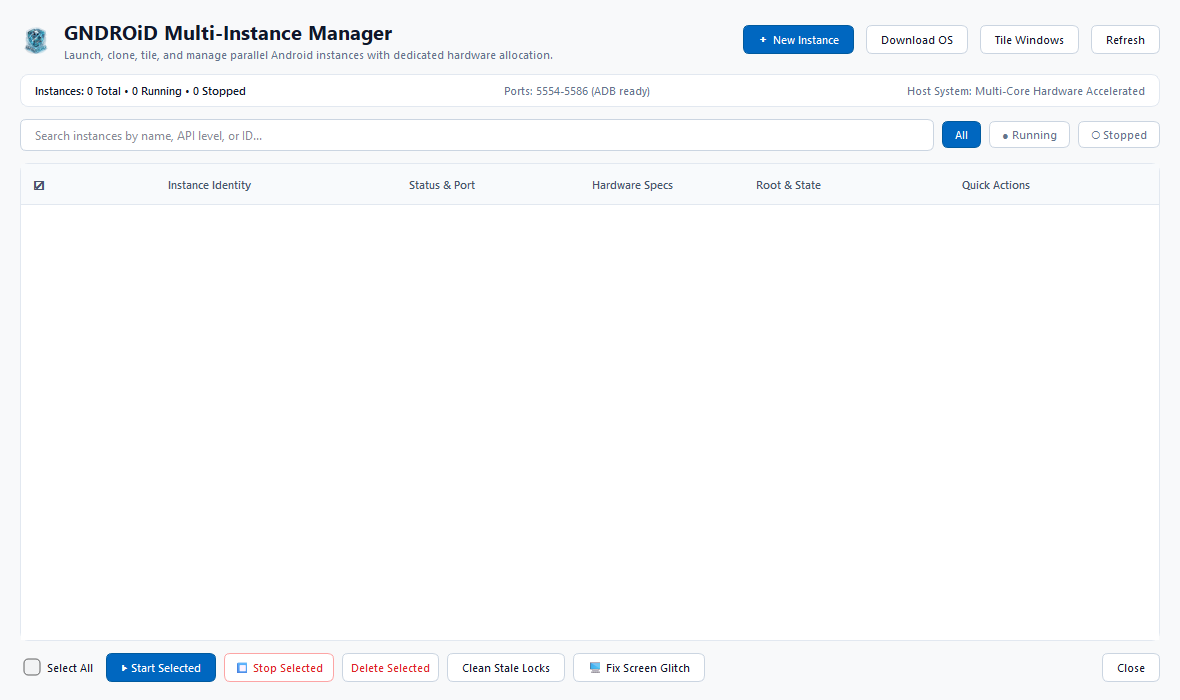 GNDROiD Multi-Instance Manager
Launch, clone, tile, and manage parallel Android instances with dedicated hardware allocation.
+ New Instance
Download OS
Tile Windows
Refresh
Instances: 0 Total • 0 Running • 0 Stopped
Ports: 5554-5586 (ADB ready)
Host System: Multi-Core Hardware Accelerated
Search instances by name, API level, or ID...
All
● Running
○ Stopped
Instance Identity
Status & Port
Hardware Specs
Root & State
Quick Actions
Select All
Start Selected
Stop Selected
Delete Selected
Clean Stale Locks
Fix Screen Glitch
Close